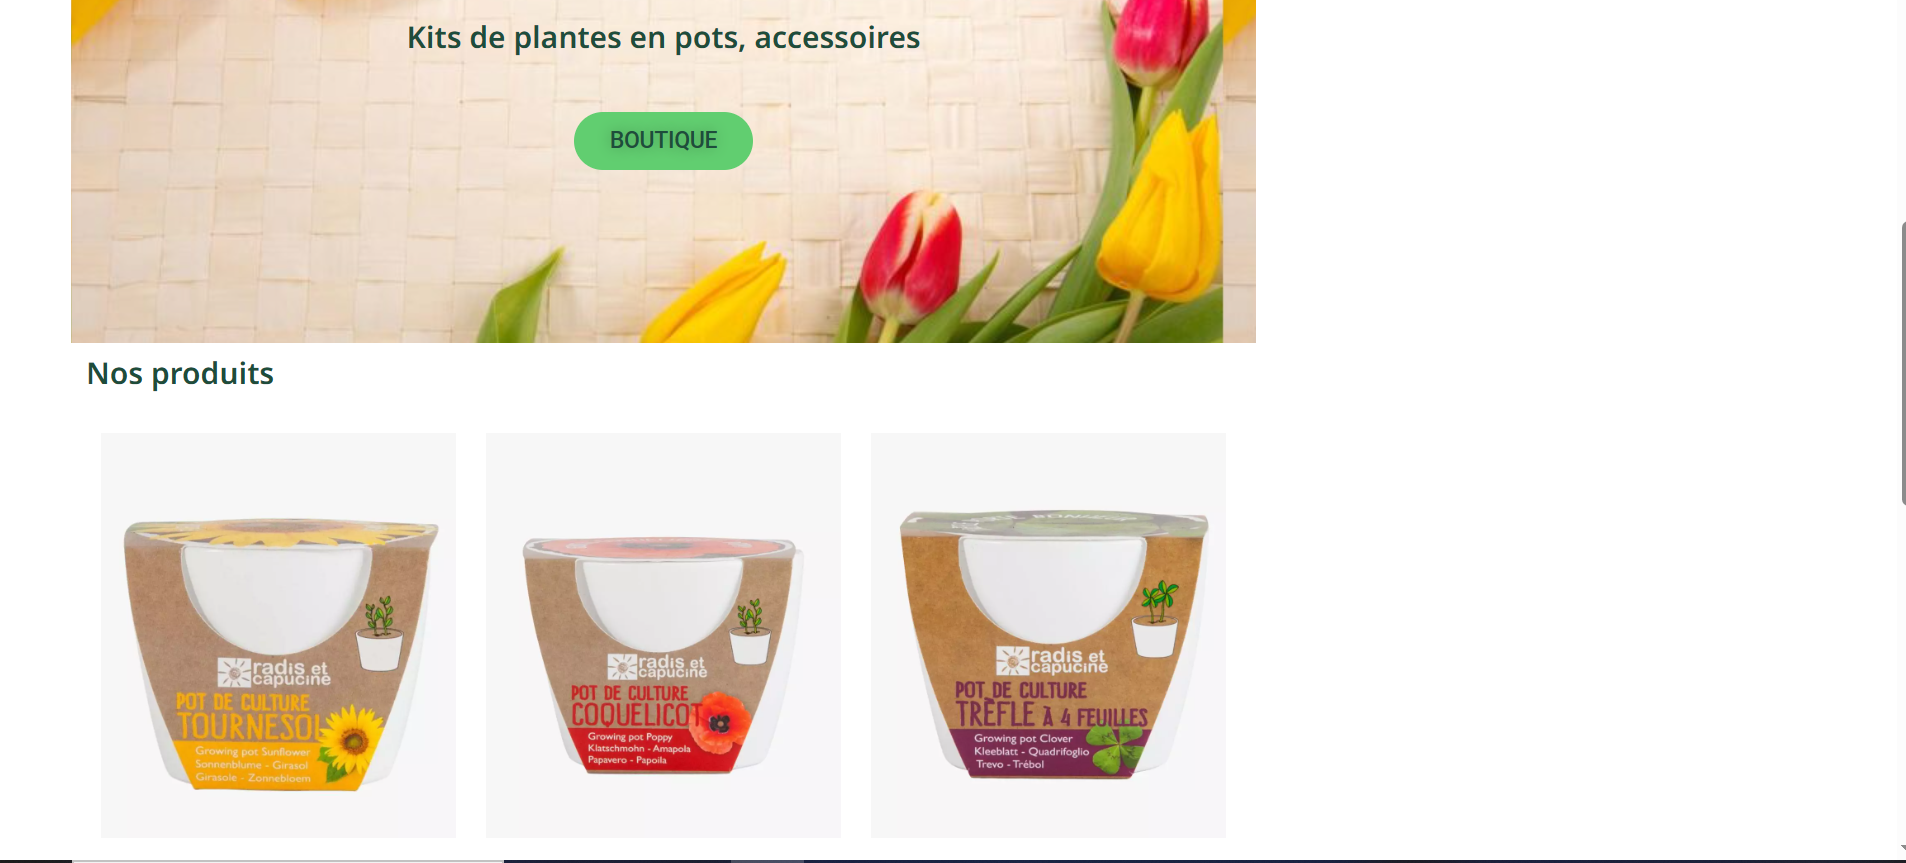 Kits de plantes en pots, accessoires
BOUTIQUE
Nos produits
radis et
capucine
POT DE CULTURE
TOURNESOL
Growing pot Sunflower
Sonnenblume - Girasol
Girasole - Zonnebloem
radis et
capucine
POT DE CULTURE
COQUELICOT
Growing pot Poppy
Klatschmohn - Amapola
Papavero - Papoila
radis et
capucine
POT DE CULTURE
TRÈFLE À 4 FEUILLES
Growing pot Clover
Kleeblatt - Quadrifoglio
Trevo - Trébol